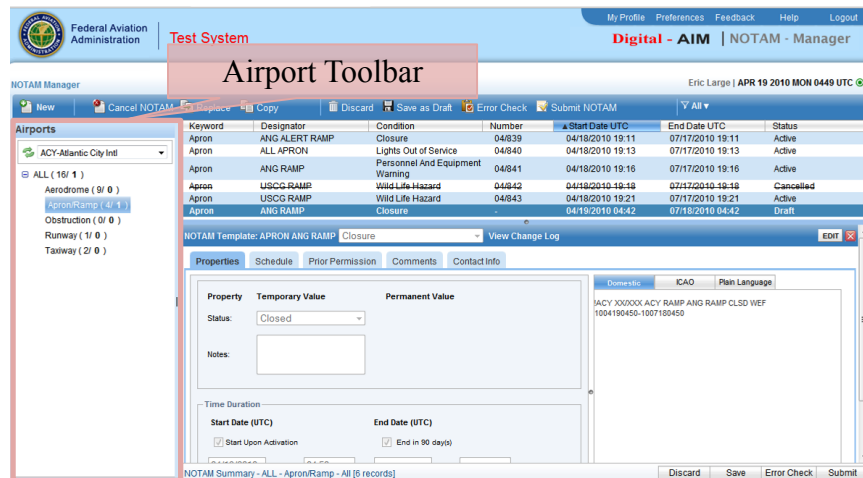 Federal Aviation
Administration
Test System
My Profile Preferences Feedback Help Logout
Digital - AIM | NOTAM - Manager
Airport Toolbar
NOTAM Manager
Eric Large | APR 19 2010 MON 0449 UTC
New Cancel NOTAM Replace Copy Discard Save as Draft Error Check Submit NOTAM All
Airports
ACY-Atlantic City Intl
ALL ( 16/ 1 )
Aerodrome ( 9/ 0 )
Apron/Ramp ( 4/ 1 )
Obstruction ( 0/ 0 )
Runway ( 1/ 0 )
Taxiway ( 2/ 0 )
Keyword Designator Condition Number Start Date UTC End Date UTC Status
Apron ANG ALERT RAMP Closure 04/839 04/18/2010 19:11 07/17/2010 19:11 Active
Apron ALL APRON Lights Out of Service 04/840 04/18/2010 19:13 07/17/2010 19:13 Active
Apron ANG RAMP Personnel And Equipment Warning 04/841 04/18/2010 19:16 07/17/2010 19:16 Active
Apron USCG RAMP Wild Life Hazard 04/842 04/18/2010 19:18 07/17/2010 19:18 Cancelled
Apron USCG RAMP Wild Life Hazard 04/843 04/18/2010 19:21 07/17/2010 19:21 Active
Apron ANG RAMP Closure - 04/19/2010 04:42 07/18/2010 04:42 Draft
NOTAM Template: APRON ANG RAMP Closure View Change Log EDIT
Properties Schedule Prior Permission Comments Contact Info
Property Temporary Value Permanent Value
Status: Closed
Notes:
Time Duration
Start Date (UTC) End Date (UTC)
Start Upon Activation End in 90 day(s)
Domestic ICAO Plain Language
!ACY XX/XXX ACY RAMP ANG RAMP CLSD WEF
1004190450-1007180450
NOTAM Summary - ALL - Apron/Ramp - All [6 records]
Discard Save Error Check Submit